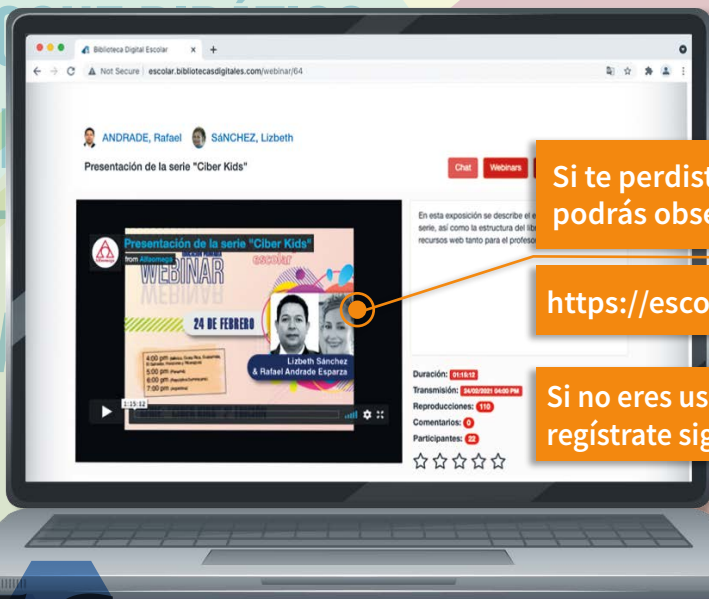 Biblioteca Digital Escolar
Not Secure escolar.bibliotecasdigitales.com/webinar/64
ANDRADE, Rafael SáNCHEZ, Lizbeth
Presentación de la serie "Ciber Kids"
Chat Webinars
Si te perdist
podrás obse
En esta exposición se describe el e
serie, así como la estructura del lib
recursos web tanto para el profeso
Presentación de la serie "Ciber Kids"
from Alfaomega
WEBINAR
escolar
24 DE FEBRERO
4:00 pm
5:00 pm
6:00 pm
7:00 pm
Lizbeth Sánchez
& Rafael Andrade Esparza
1:15:12
https://esco
Duración: 01:15:12
Transmisión: 04:00 PM
Reproducciones: 110
Comentarios: 0
Participantes: 22
Si no eres us
regístrate sig